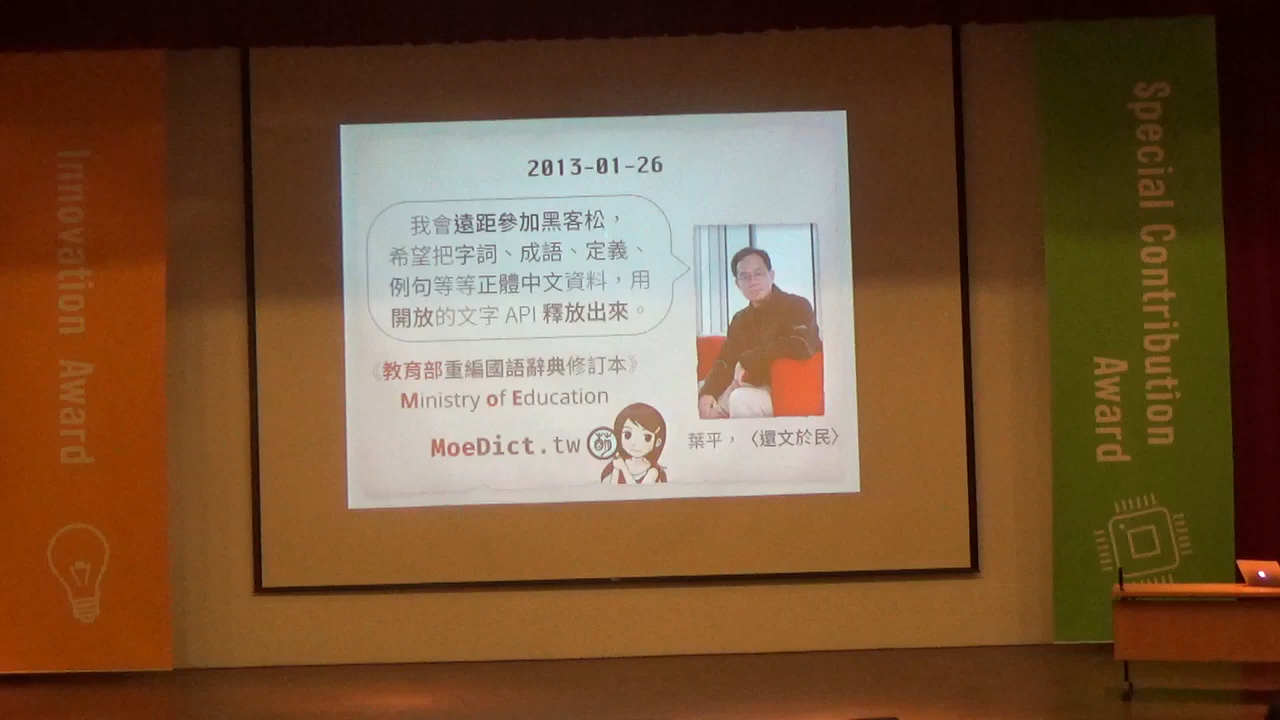 Innovation Award
2013-01-26
我會遠距參加黑客松，
希望把字詞、成語、定義、
例句等等正體中文資料，用
開放的文字 API 釋放出來。
《教育部重編國語辭典修訂本》
Ministry of Education
MoeDict.tw
萌
葉平，〈還文於民〉
Special Contribution
Award